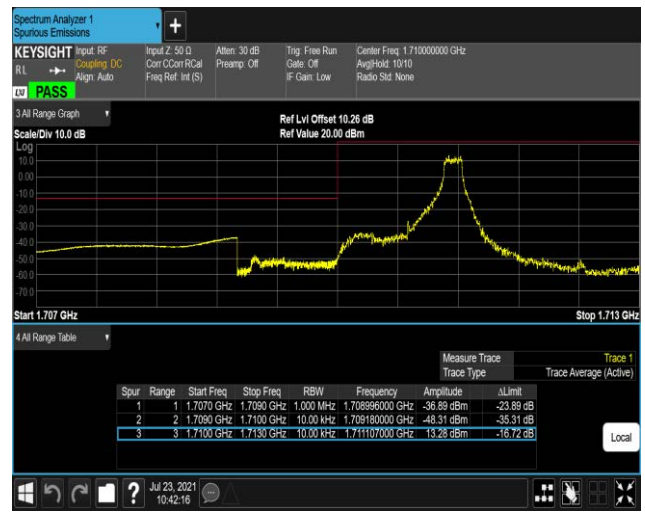 Spectrum Analyzer 1
Spurious Emissions
+
KEYSIGHT Input: RF Input Z: 50 Ω Atten: 30 dB Trig: Free Run Center Freq: 1.710000000 GHz
RL Coupling: DC Corr CCorr RCal Preamp: Off Gate: Off Avg|Hold: 10/10
Align: Auto Freq Ref: Int (S) IF Gain: Low Radio Std: None
LXI PASS
3 All Range Graph
Ref Lvl Offset 10.26 dB
Scale/Div 10.0 dB Ref Value 20.00 dBm
Log
10.0
0.00
-10.0
-20.0
-30.0
-40.0
-50.0
-60.0
-70.0
Start 1.707 GHz Stop 1.713 GHz
4 All Range Table
Measure Trace Trace 1
Trace Type Trace Average (Active)
Spur Range Start Freq Stop Freq RBW Frequency Amplitude ΔLimit
1 1 1.7070 GHz 1.7090 GHz 1.000 MHz 1.708996000 GHz -36.89 dBm -23.89 dB
2 2 1.7090 GHz 1.7100 GHz 10.00 kHz 1.709180000 GHz -48.31 dBm -35.31 dB
3 3 1.7100 GHz 1.7130 GHz 10.00 kHz 1.711107000 GHz 13.28 dBm -16.72 dB
Local
? Jul 23, 2021
10:42:16